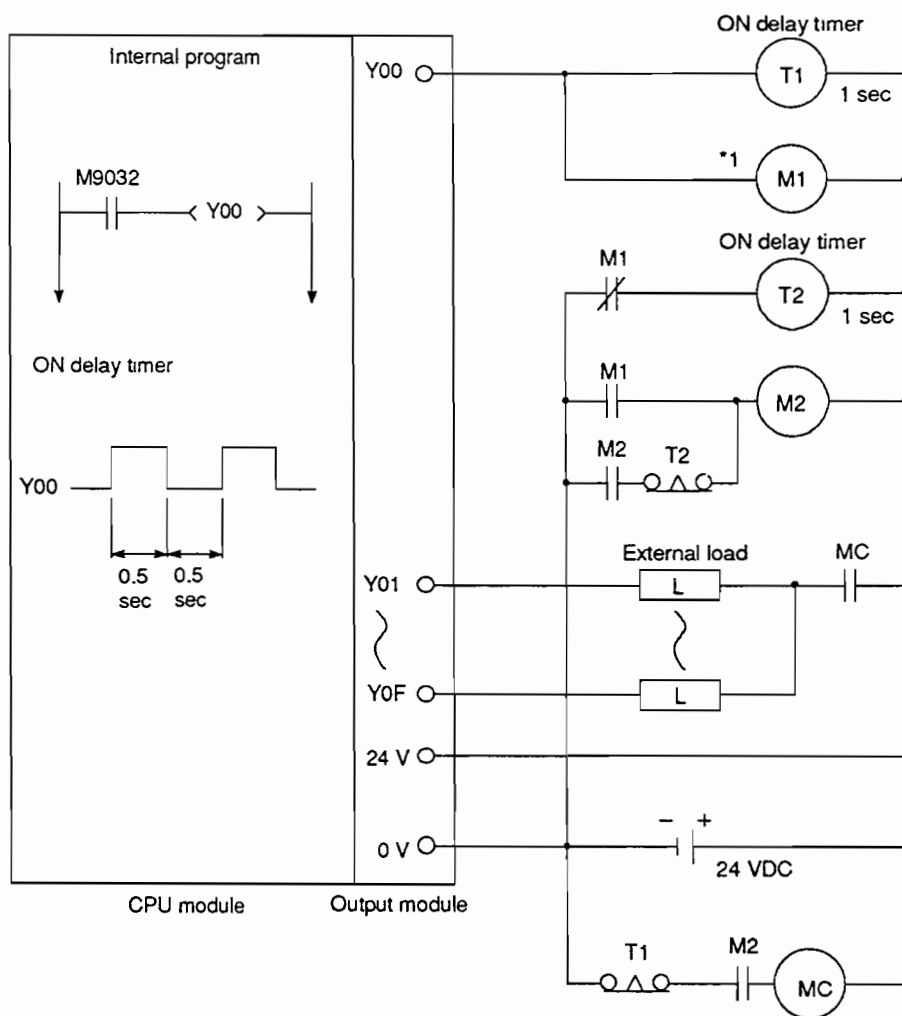 ON delay timer
Internal program
Y00
T1
1 sec
M9032
*1
M1
Y00
ON delay timer
M1
T2
1 sec
ON delay timer
M1
M2
M2
T2
Y00
0.5 sec
0.5 sec
External load
MC
Y01
L
Y0F
L
24 V
0 V
− +
24 VDC
CPU module
Output module
T1
M2
MC